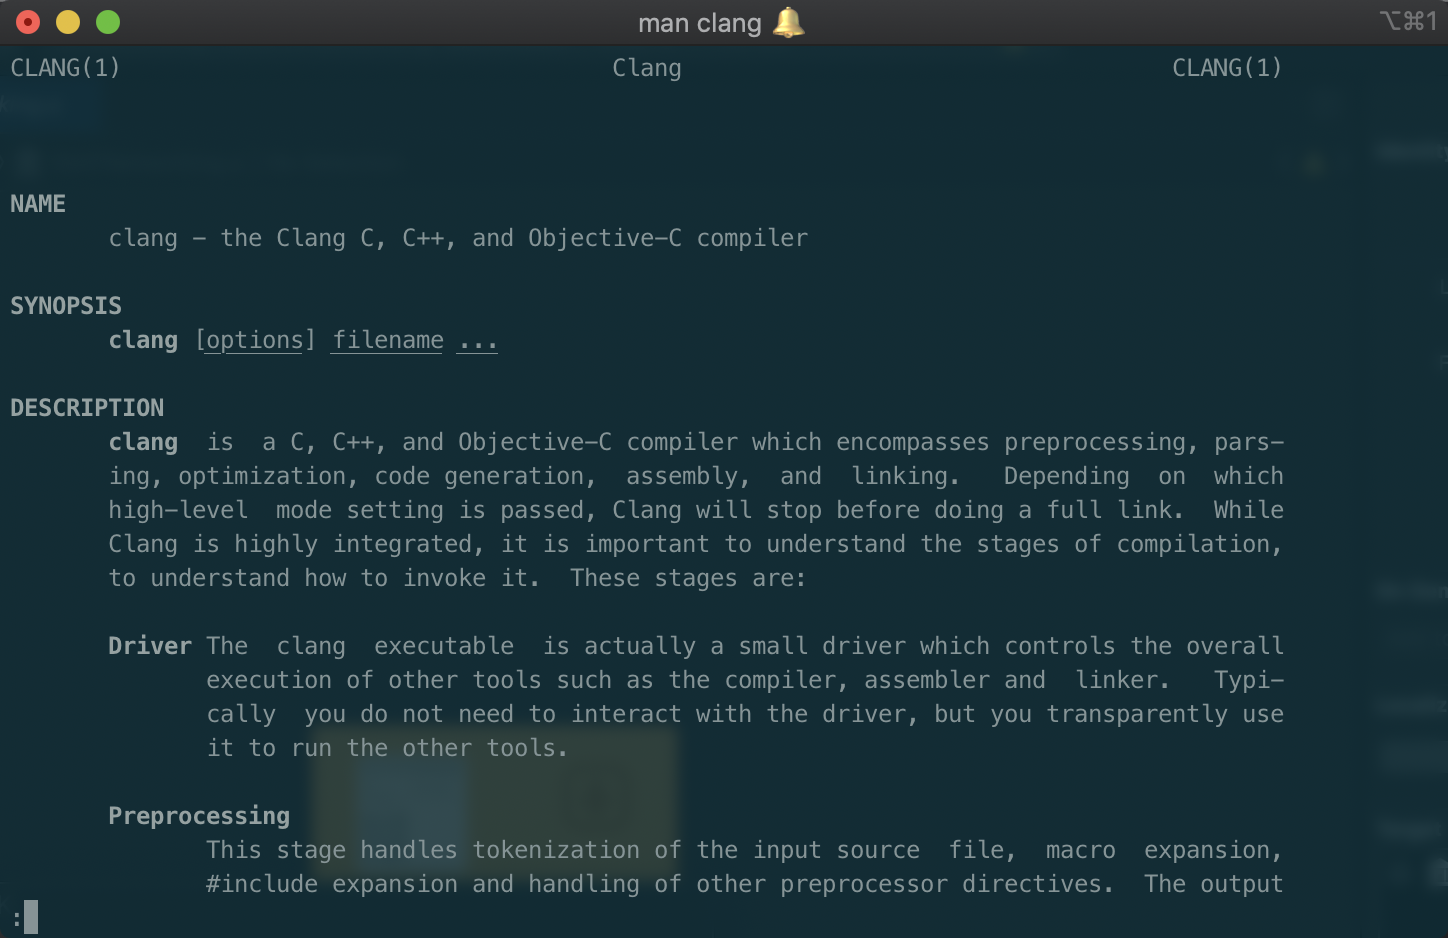 man clang 🔔 ⌥⌘1
CLANG(1) Clang CLANG(1)
NAME
clang - the Clang C, C++, and Objective-C compiler
SYNOPSIS
clang [options] filename ...
DESCRIPTION
clang is a C, C++, and Objective-C compiler which encompasses preprocessing, pars-
ing, optimization, code generation, assembly, and linking. Depending on which
high-level mode setting is passed, Clang will stop before doing a full link. While
Clang is highly integrated, it is important to understand the stages of compilation,
to understand how to invoke it. These stages are:
Driver The clang executable is actually a small driver which controls the overall
execution of other tools such as the compiler, assembler and linker. Typi-
cally you do not need to interact with the driver, but you transparently use
it to run the other tools.
Preprocessing
This stage handles tokenization of the input source file, macro expansion,
#include expansion and handling of other preprocessor directives. The output
: